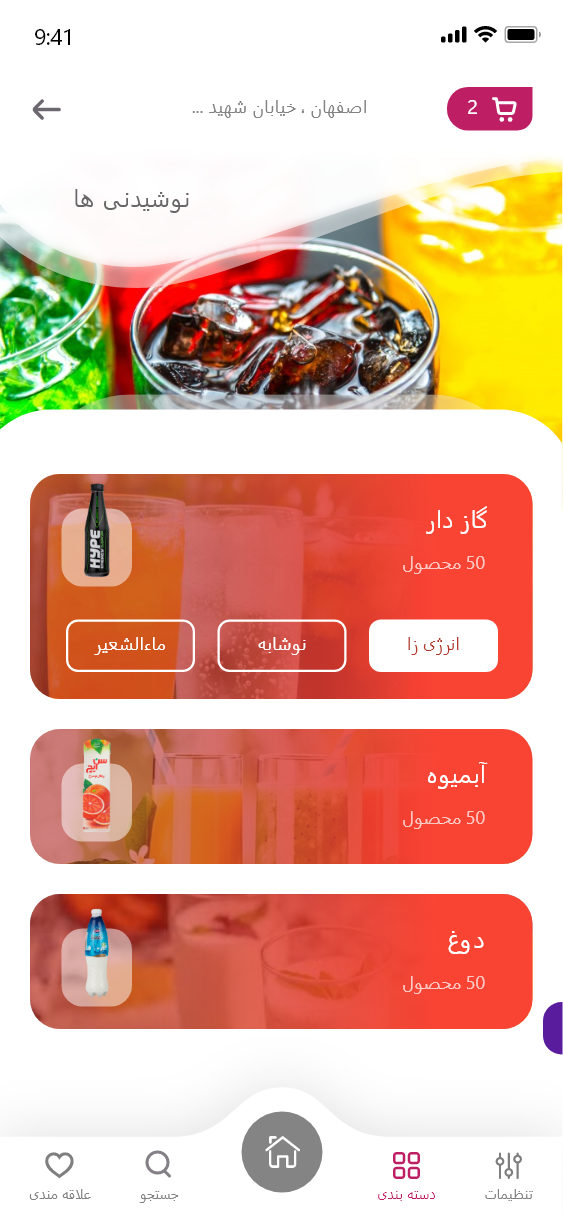 9:41
2
اصفهان ، خیابان شهید ...
نوشیدنی ها
گاز دار
50 محصول
HYPE
انرژی زا
نوشابه
ماءالشعیر
آبمیوه
50 محصول
سن ایچ
دوغ
50 محصول
تنظیمات
دسته بندی
جستجو
علاقه مندی